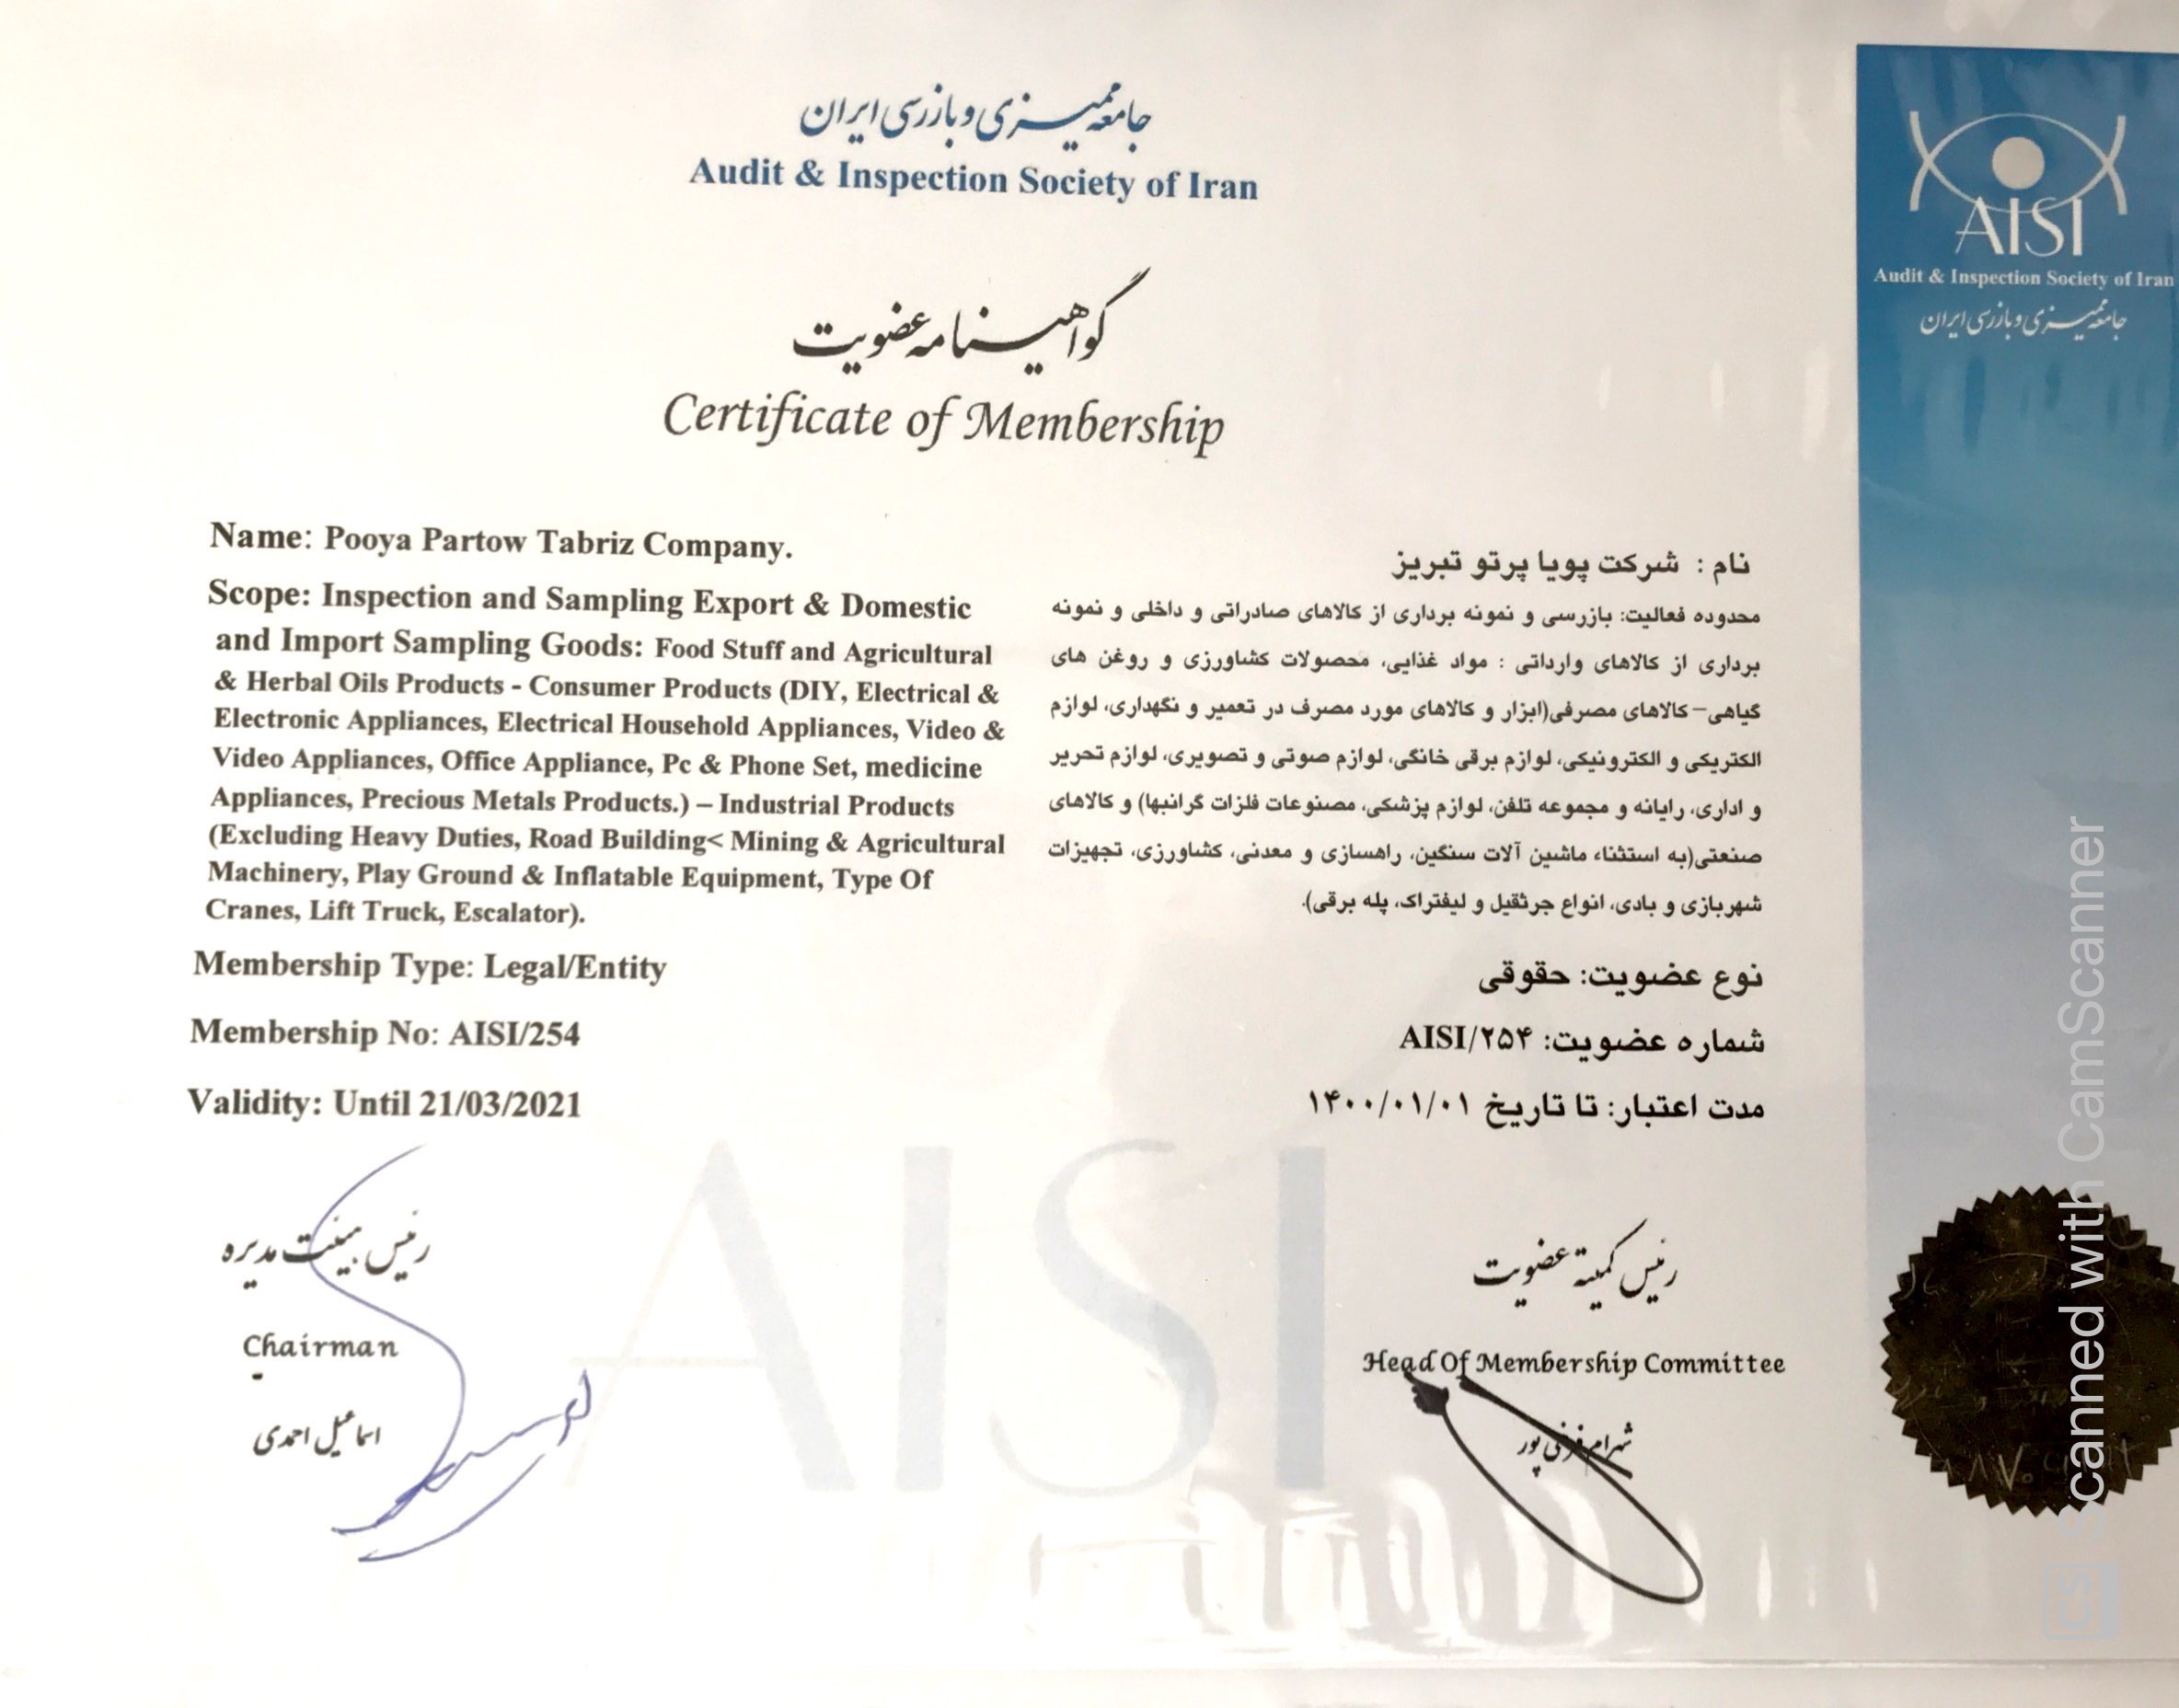 جامعه ممیزی و بازرسی ایران
Audit & Inspection Society of Iran
گواهینامه عضویت
Certificate of Membership
Name: Pooya Partow Tabriz Company.
Scope: Inspection and Sampling Export & Domestic
and Import Sampling Goods: Food Stuff and Agricultural
& Herbal Oils Products - Consumer Products (DIY, Electrical &
Electronic Appliances, Electrical Household Appliances, Video &
Video Appliances, Office Appliance, Pc & Phone Set, medicine
Appliances, Precious Metals Products.) – Industrial Products
(Excluding Heavy Duties, Road Building< Mining & Agricultural
Machinery, Play Ground & Inflatable Equipment, Type Of
Cranes, Lift Truck, Escalator).
Membership Type: Legal/Entity
Membership No: AISI/254
Validity: Until 21/03/2021
نام : شرکت پویا پرتو تبریز
محدوده فعالیت: بازرسی و نمونه برداری از کالاهای صادراتی و داخلی و نمونه
برداری از کالاهای وارداتی : مواد غذایی، محصولات کشاورزی و روغن های
گیاهی- کالاهای مصرفی(ابزار و کالاهای مورد مصرف در تعمیر و نگهداری، لوازم
الکتریکی و الکترونیکی، لوازم برقی خانگی، لوازم صوتی و تصویری، لوازم تحریر
و اداری، رایانه و مجموعه تلفن، لوازم پزشکی، مصنوعات فلزات گرانبها) و کالاهای
صنعتی(به استثناء ماشین آلات سنگین، راهسازی و معدنی، کشاورزی، تجهیزات
شهربازی و بادی، انواع جرثقیل و لیفتراک، پله برقی).
نوع عضویت: حقوقی
شماره عضویت: AISI/۲۵۴
مدت اعتبار: تا تاریخ ۱۴۰۰/۰۱/۰۱
رئیس هیئت مدیره
Chairman
اسماعیل احمدی
رئیس کمیته عضویت
Head Of Membership Committee
شهرام پور
AISI
AISI
Audit & Inspection Society of Iran
جامعه ممیزی و بازرسی ایران
CS Scanned with CamScanner